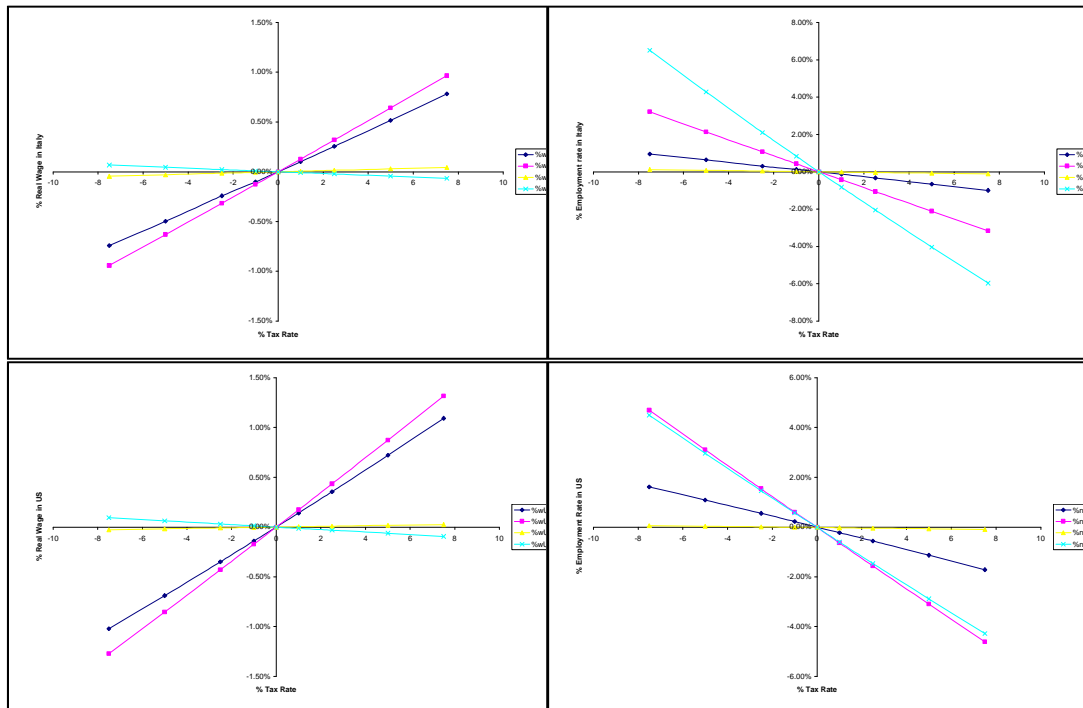 1.50%
1.00%
0.50%
0.00%
-0.50%
-1.00%
-1.50%
-10 -8 -6 -4 -2 0 2 4 6 8 10
% Real Wage in Italy
% Tax Rate
%w
%w
%w
%w
8.00%
6.00%
4.00%
2.00%
0.00%
-2.00%
-4.00%
-6.00%
-8.00%
-10 -8 -6 -4 -2 0 2 4 6 8 10
% Employment rate in Italy
% Tax Rate
%
%
%
%
1.50%
1.00%
0.50%
0.00%
-0.50%
-1.00%
-1.50%
-10 -8 -6 -4 -2 0 2 4 6 8 10
% Real Wage in US
% Tax Rate
%wU
%wU
%wU
%wU
6.00%
4.00%
2.00%
0.00%
-2.00%
-4.00%
-6.00%
-10 -8 -6 -4 -2 0 2 4 6 8 10
% Employment Rate in US
% Tax Rate
%n
%n
%n
%n